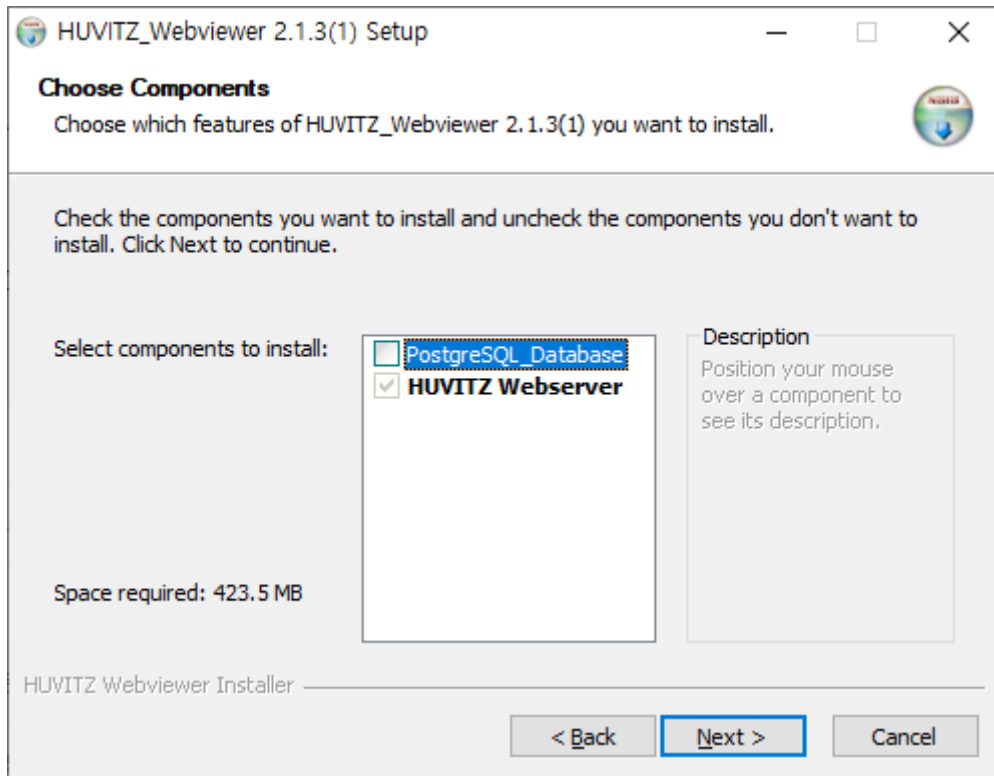 HUVITZ_Webviewer 2.1.3(1) Setup
Choose Components
Choose which features of HUVITZ_Webviewer 2.1.3(1) you want to install.
Check the components you want to install and uncheck the components you don't want to
install. Click Next to continue.
Select components to install:
PostgreSQL_Database
HUVITZ Webserver
Description
Position your mouse
over a component to
see its description.
Space required: 423.5 MB
HUVITZ Webviewer Installer
< Back
Next >
Cancel